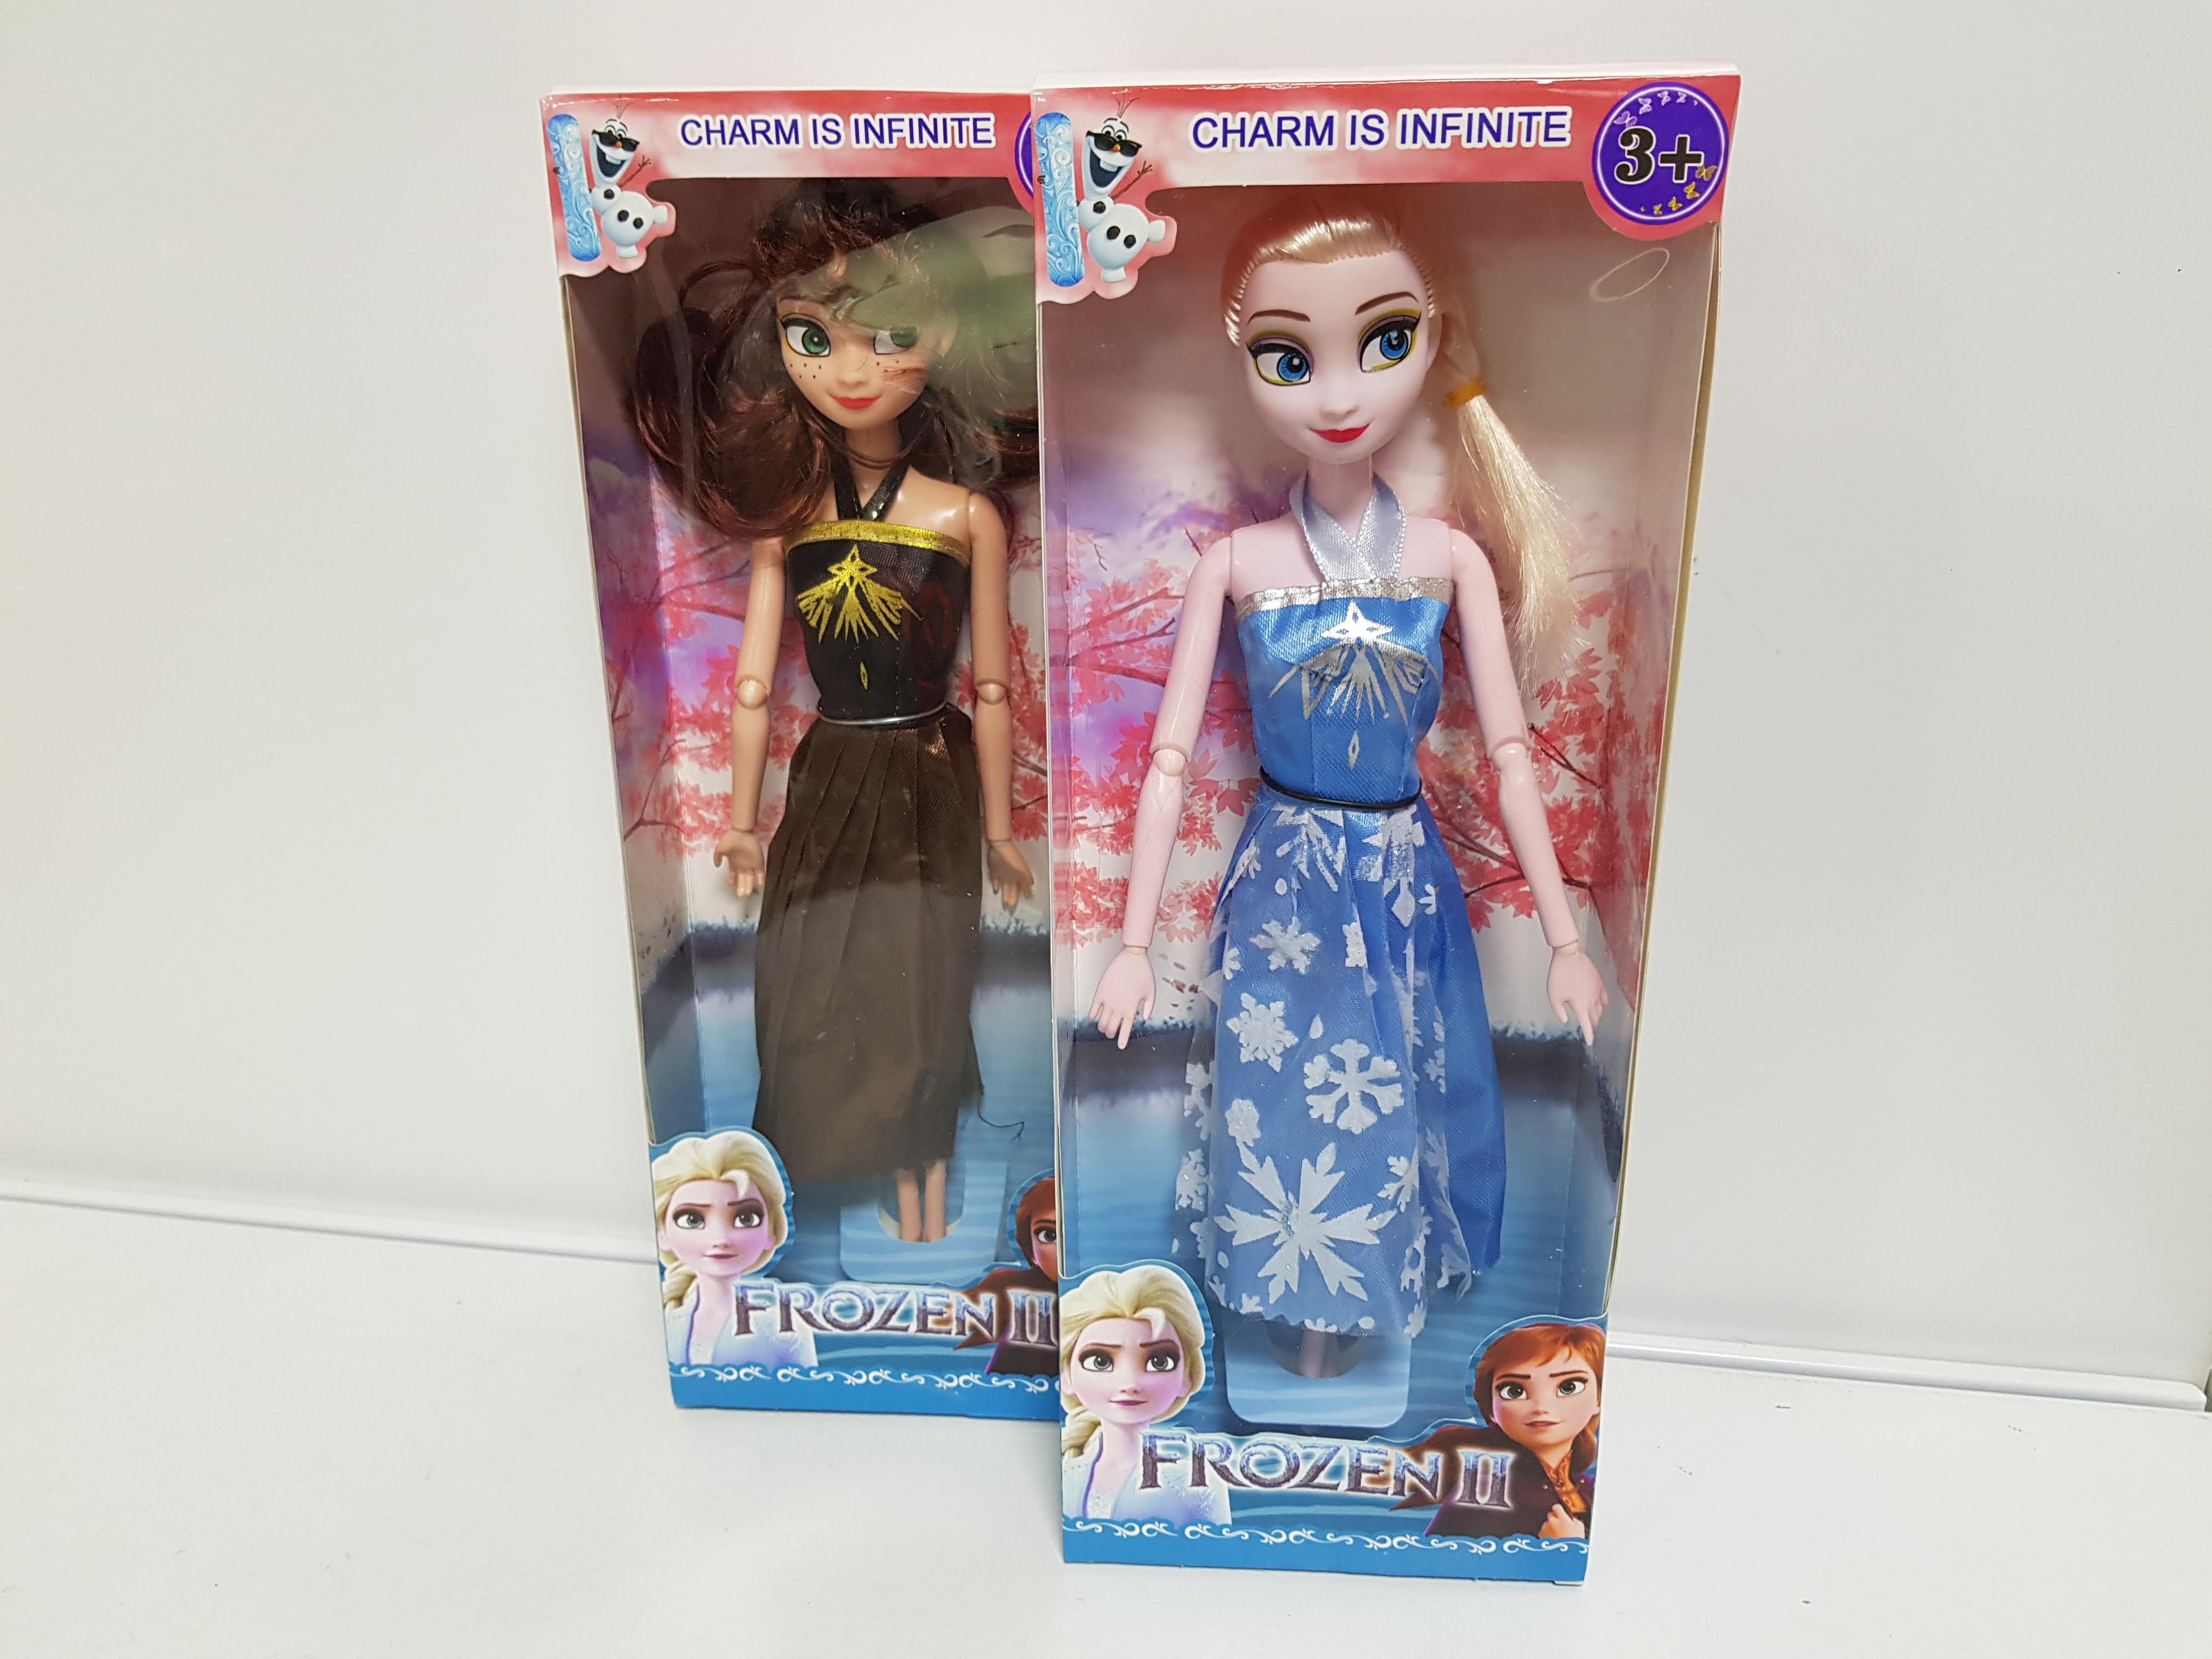 CHARM IS INFINITE
FROZEN II
CHARM IS INFINITE
3+
FROZEN II